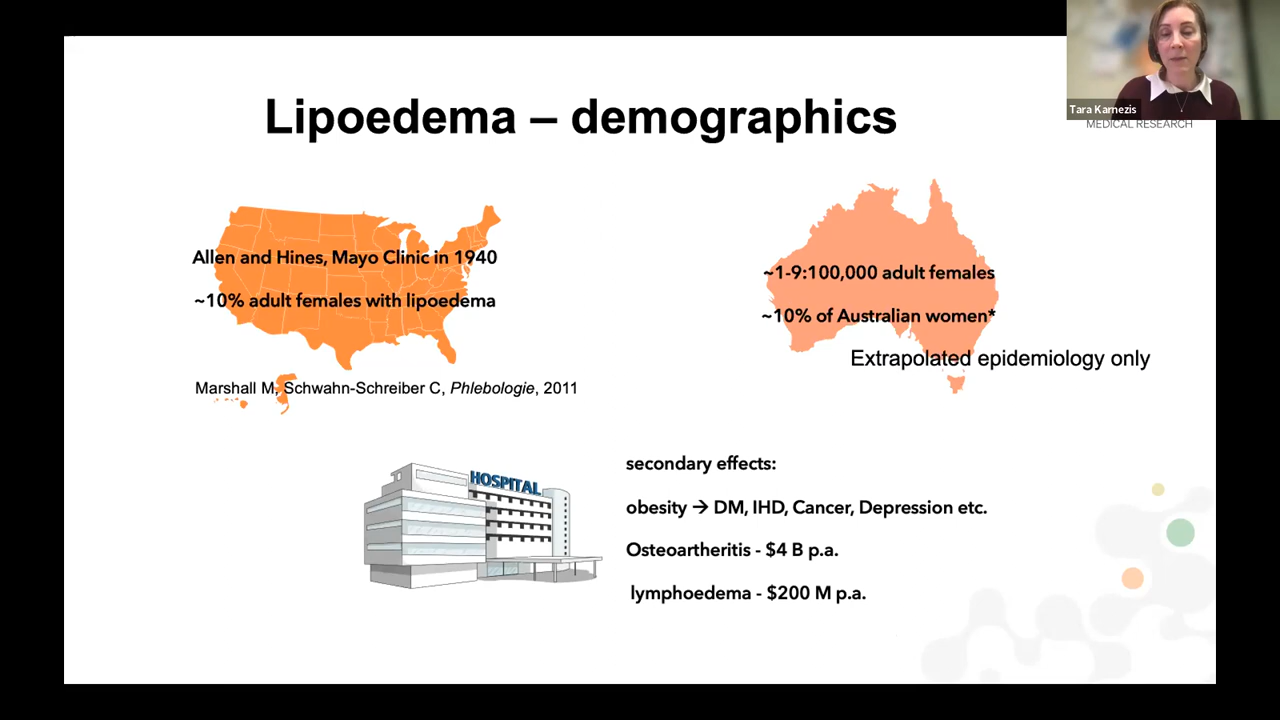 Tara Karnezis
MEDICAL RESEARCH
Lipoedema – demographics
Allen and Hines, Mayo Clinic in 1940
~10% adult females with lipoedema
Marshall M, Schwahn-Schreiber C, Phlebologie, 2011
~1-9:100,000 adult females
~10% of Australian women*
Extrapolated epidemiology only
HOSPITAL
secondary effects:
obesity → DM, IHD, Cancer, Depression etc.
Osteoartheritis - $4 B p.a.
lymphoedema - $200 M p.a.